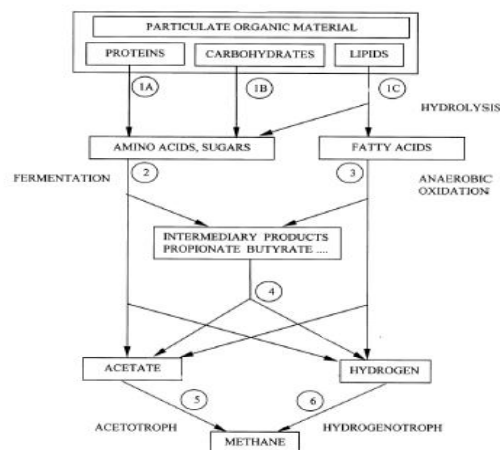 PARTICULATE ORGANIC MATERIAL
PROTEINS
CARBOHYDRATES
LIPIDS
1A
1B
1C
HYDROLYSIS
AMINO ACIDS, SUGARS
FATTY ACIDS
FERMENTATION
2
3
ANAEROBIC
OXIDATION
INTERMEDIARY PRODUCTS
PROPIONATE BUTYRATE ....
4
ACETATE
HYDROGEN
5
6
ACETOTROPH
HYDROGENOTROPH
METHANE